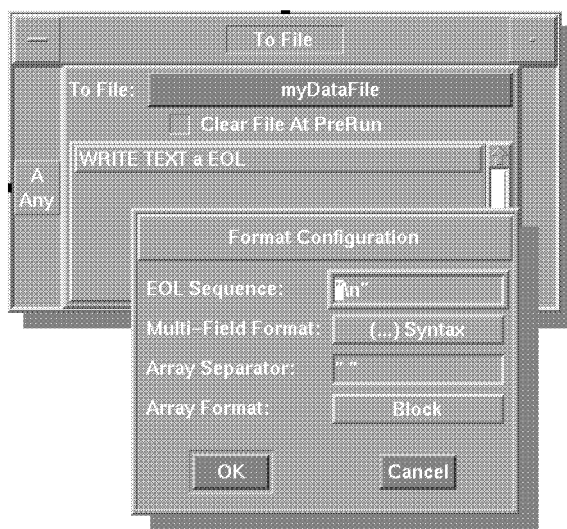 To File
To File: myDataFile
Clear File At PreRun
WRITE TEXT a EOL
A
Any
Format Configuration
EOL Sequence: "\n"
Multi-Field Format: (...) Syntax
Array Separator: " "
Array Format: Block
OK Cancel